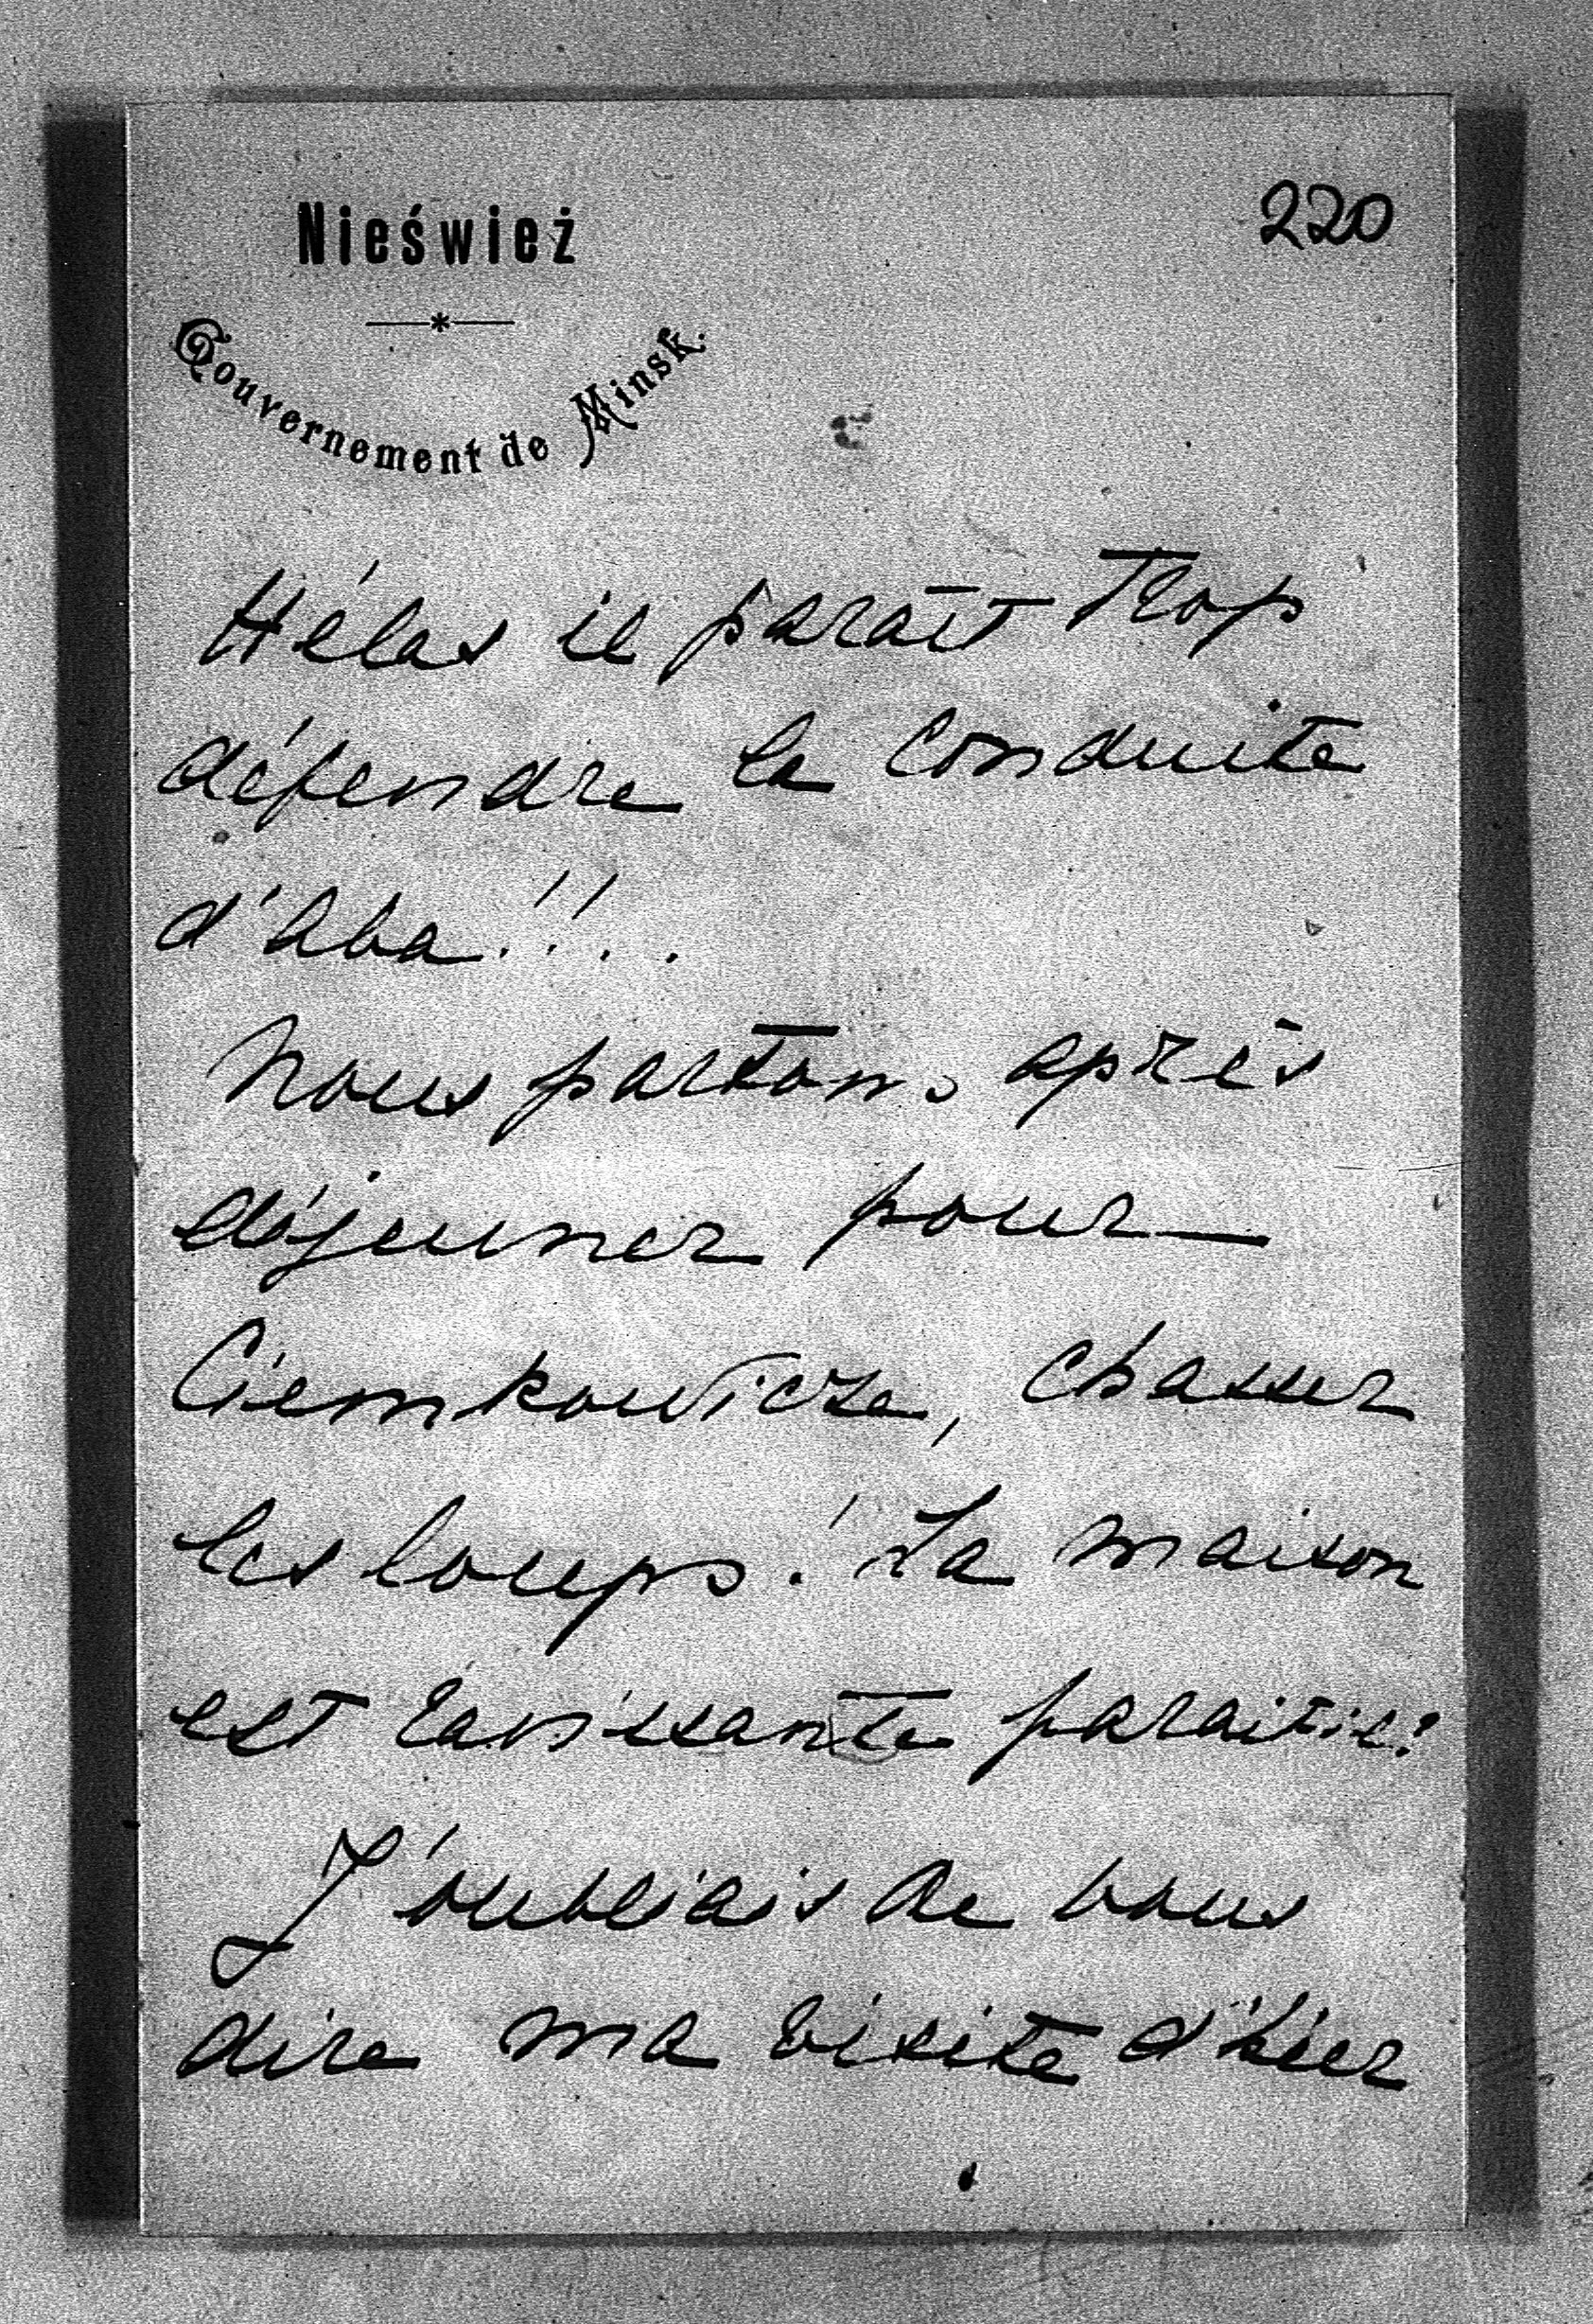 Nieśwież
220
Gouvernement de Minsk.
Hélas il paraît trop
défendre la conduite
d'Aba!!..
Nous partons après
déjeuner pour
Ciemkowicze, chasser
les loups! La maison
est ravissante paraît-il!
J'oubliais de vous
dire ma visite d'hier